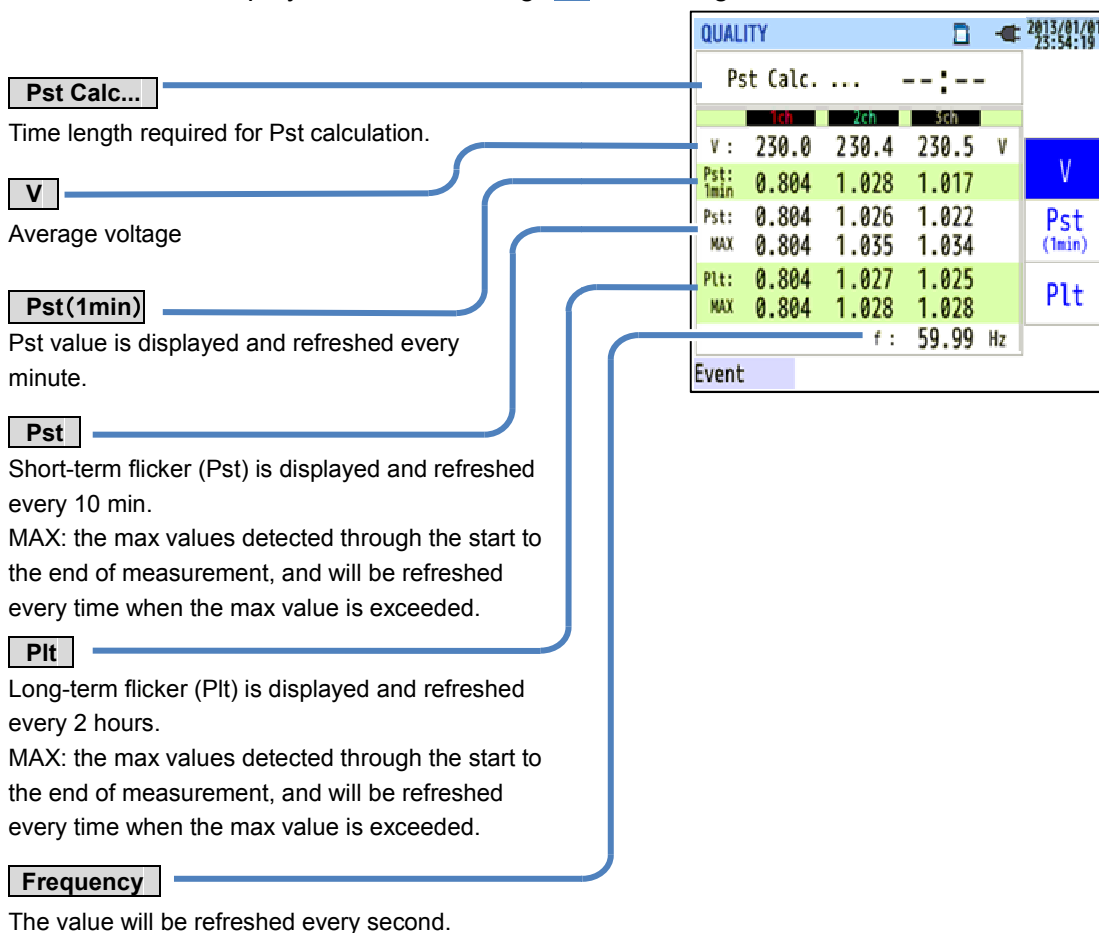 Pst Calc...
Time length required for Pst calculation.
V
Average voltage
Pst(1min)
Pst value is displayed and refreshed every
minute.
Pst
Short-term flicker (Pst) is displayed and refreshed
every 10 min.
MAX: the max values detected through the start to
the end of measurement, and will be refreshed
every time when the max value is exceeded.
Plt
Long-term flicker (Plt) is displayed and refreshed
every 2 hours.
MAX: the max values detected through the start to
the end of measurement, and will be refreshed
every time when the max value is exceeded.
Frequency
The value will be refreshed every second.
QUALITY 2013/01/01
23:54:19
Pst Calc. ... --:--
1ch 2ch 3ch
V : 230.0 230.4 230.5 V
Pst: 1min 0.804 1.028 1.017
Pst: 0.804 1.026 1.022
MAX 0.804 1.035 1.034
Plt: 0.804 1.027 1.025
MAX 0.804 1.028 1.028
f : 59.99 Hz
Event
V
Pst
(1min)
Plt